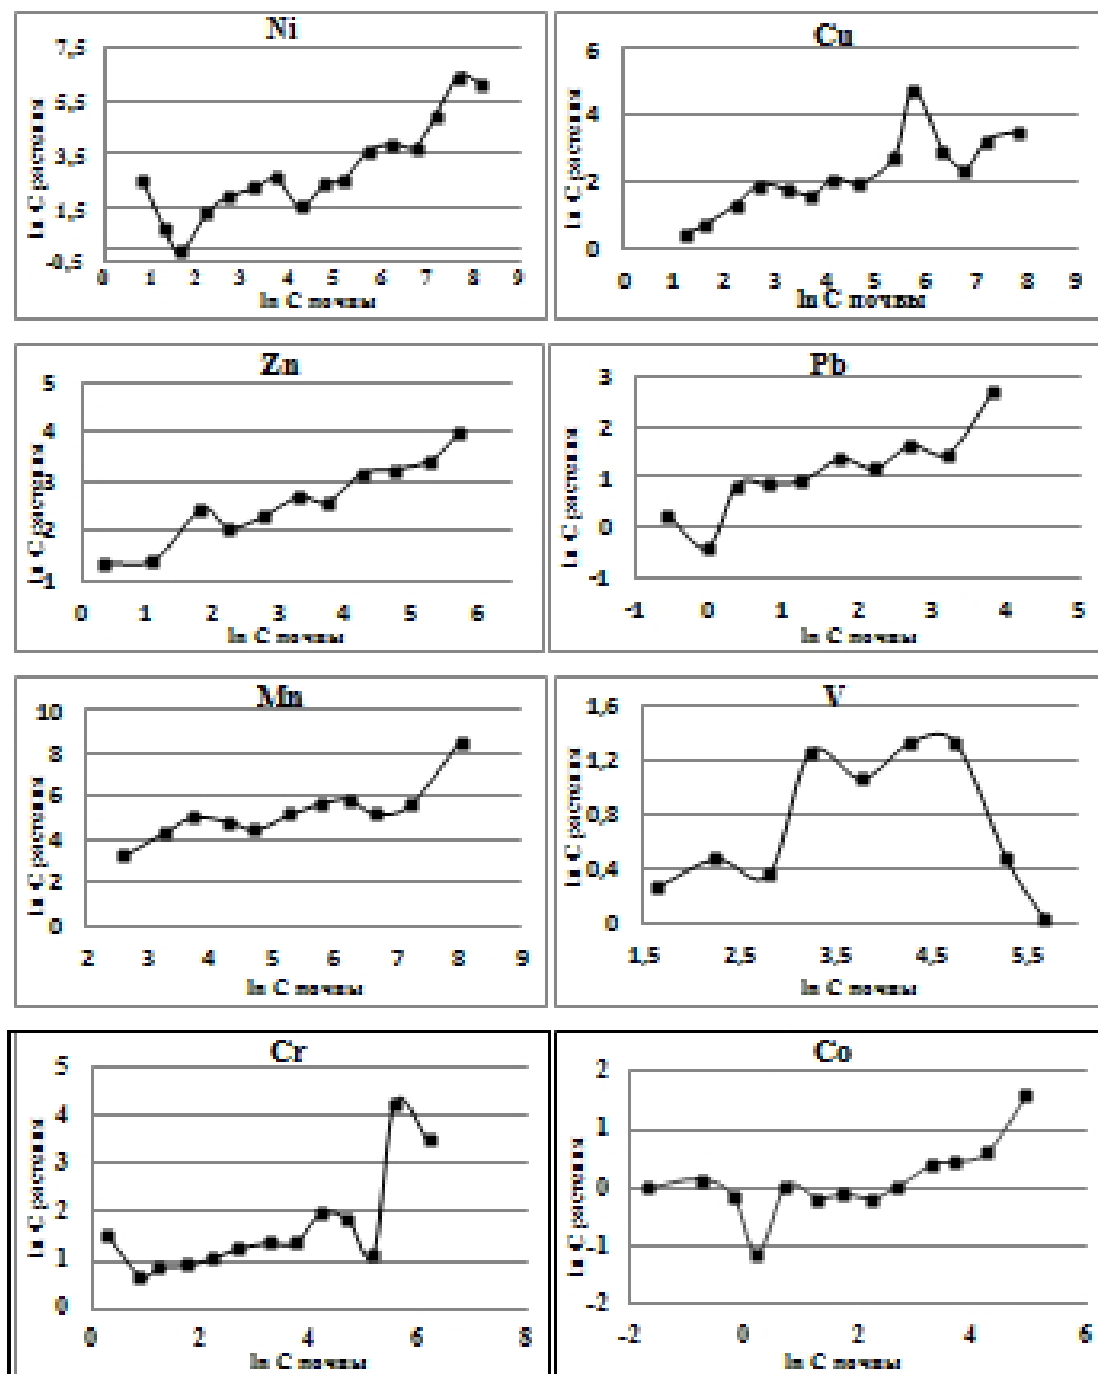 Ni
7,5
5,5
3,5
1,5
-0,5
ln C растения
0 1 2 3 4 5 6 7 8 9
ln C почвы
Cu
6
4
2
0
ln C растения
0 1 2 3 4 5 6 7 8 9
ln C почвы
Zn
5
4
3
2
1
ln C растения
0 1 2 3 4 5 6
ln C почвы
Pb
3
2
1
0
-1
ln C растения
-1 0 1 2 3 4 5
ln C почвы
Mn
10
8
6
4
2
0
ln C растения
2 3 4 5 6 7 8 9
ln C почвы
V
1,6
1,2
0,8
0,4
0
ln C растения
1,5 2,5 3,5 4,5 5,5
ln C почвы
Cr
5
4
3
2
1
0
ln C растения
0 2 4 6 8
ln C почвы
Co
2
1
0
-1
-2
ln C растения
-2 0 2 4 6
ln C почвы